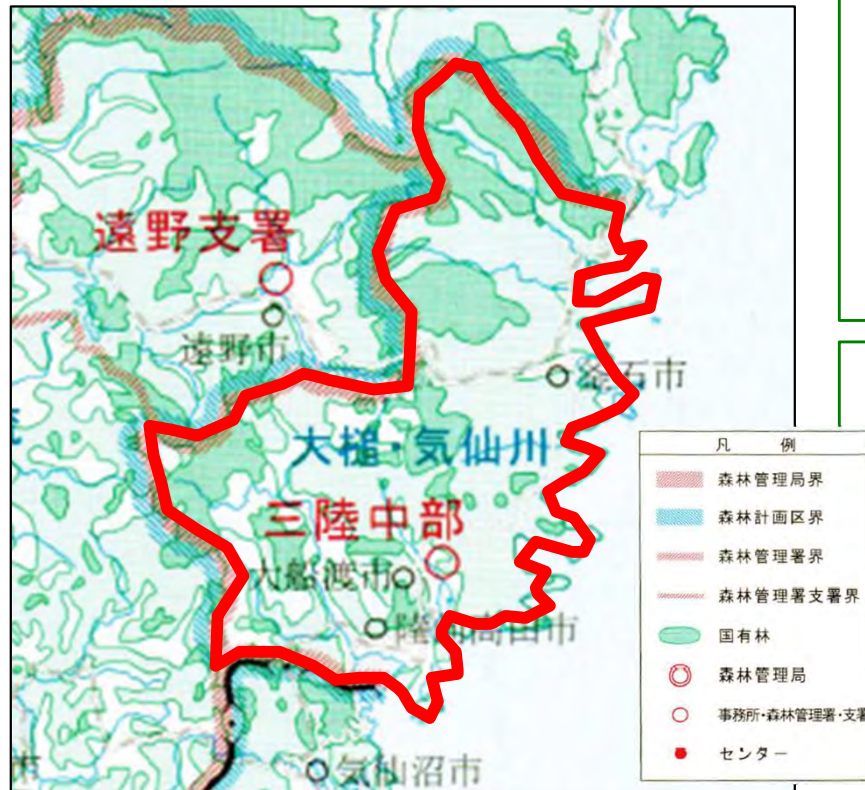 遠野支署
遠野市
釜石市
大槌・気仙川
三陸中部
大船渡市
陸前高田市
気仙沼市
市
凡 例
森林管理局界
森林計画区界
森林管理署界
森林管理署支署界
国有林
森林管理局
事務所・森林管理署・支署
センター